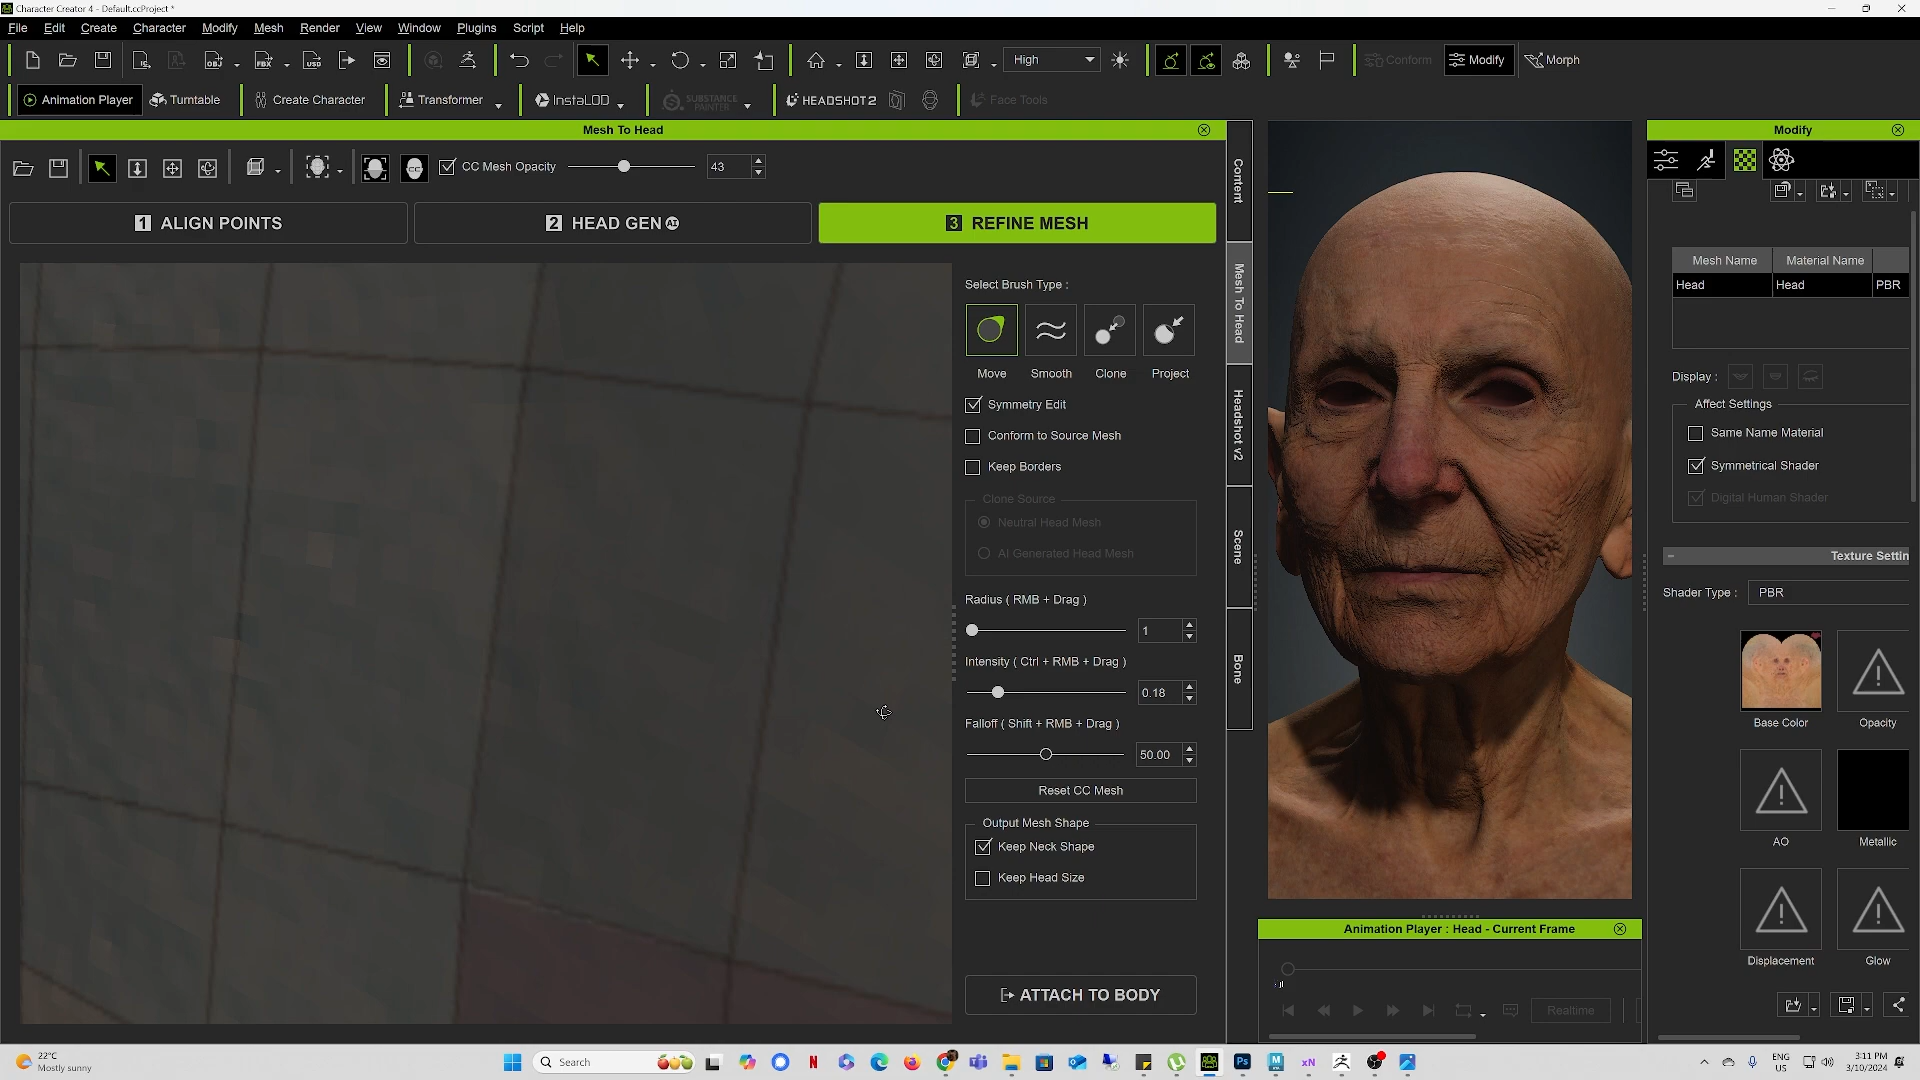 Character Creator 4 - Default.ccProject *
File Edit Create Character Modify Mesh Render View Window Plugins Script Help
High Conform Modify Morph
Animation Player Turntable Create Character Transformer InstaLOD SUBSTANCE PAINTER HEADSHOT 2 Face Tools
Mesh To Head
CC Mesh Opacity 43
1 ALIGN POINTS
2 HEAD GEN AI
3 REFINE MESH
Select Brush Type :
Move Smooth Clone Project
Symmetry Edit
Conform to Source Mesh
Keep Borders
Clone Source
Neutral Head Mesh
AI Generated Head Mesh
Radius ( RMB + Drag )
1
Intensity ( Ctrl + RMB + Drag )
0.18
Falloff ( Shift + RMB + Drag )
50.00
Reset CC Mesh
Output Mesh Shape
Keep Neck Shape
Keep Head Size
ATTACH TO BODY
Content
Mesh To Head
Headshot v2
Scene
Bone
Animation Player : Head - Current Frame
Realtime
Modify
Mesh Name Material Name
Head Head PBR
Display :
Affect Settings
Same Name Material
Symmetrical Shader
Digital Human Shader
Texture Settin
Shader Type : PBR
Base Color Opacity
AO Metallic
Displacement Glow
22°C
Mostly sunny
Search
ENG
US
3:11 PM
3/10/2024